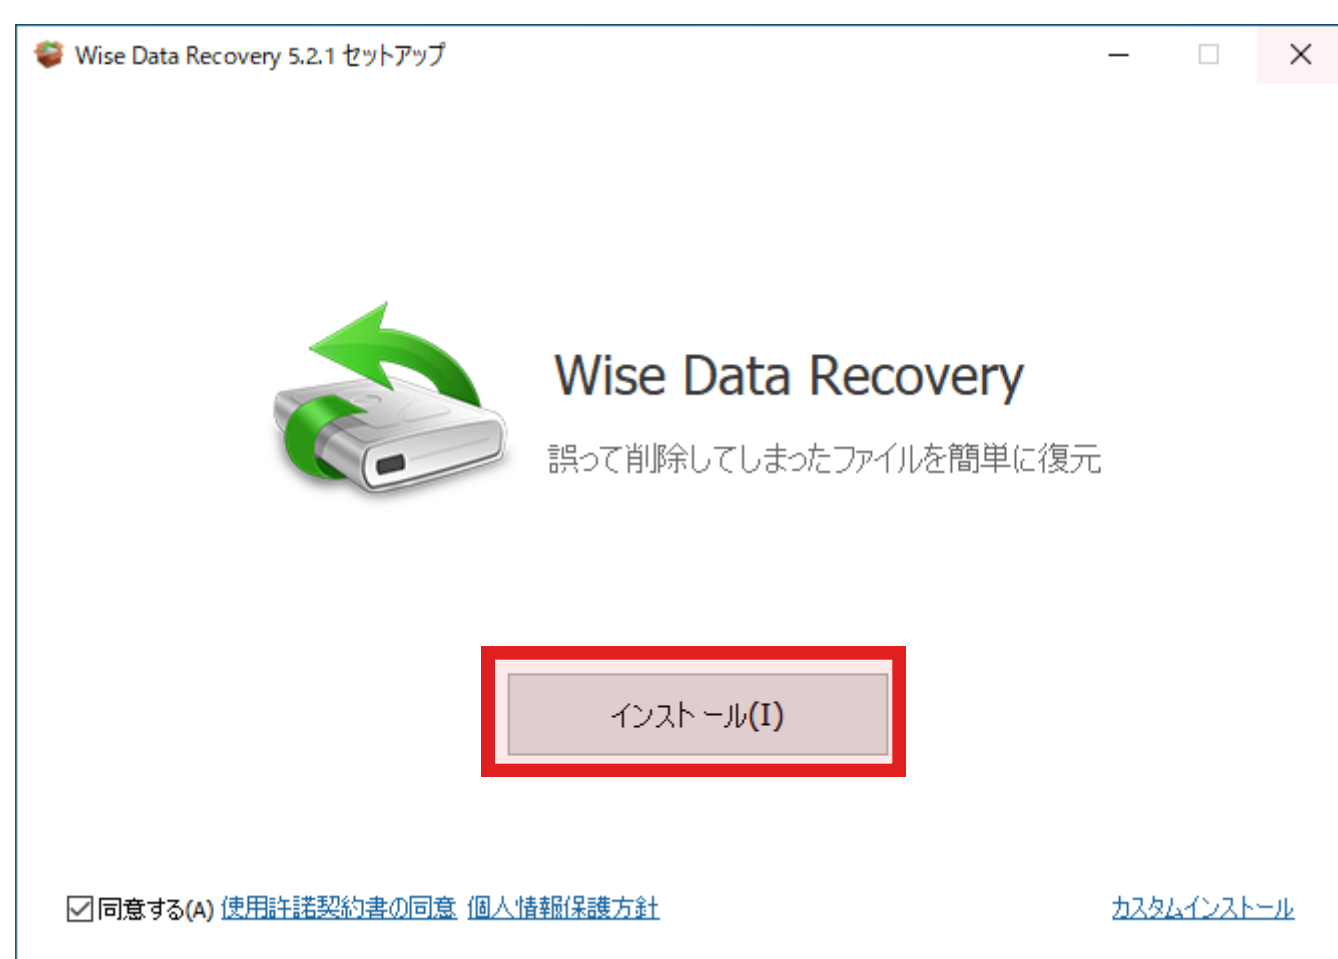 Wise Data Recovery 5.2.1 セットアップ
Wise Data Recovery
誤って削除してしまったファイルを簡単に復元
インストール(I)
同意する(A) 使用許諾契約書の同意 個人情報保護方針 カスタムインストール